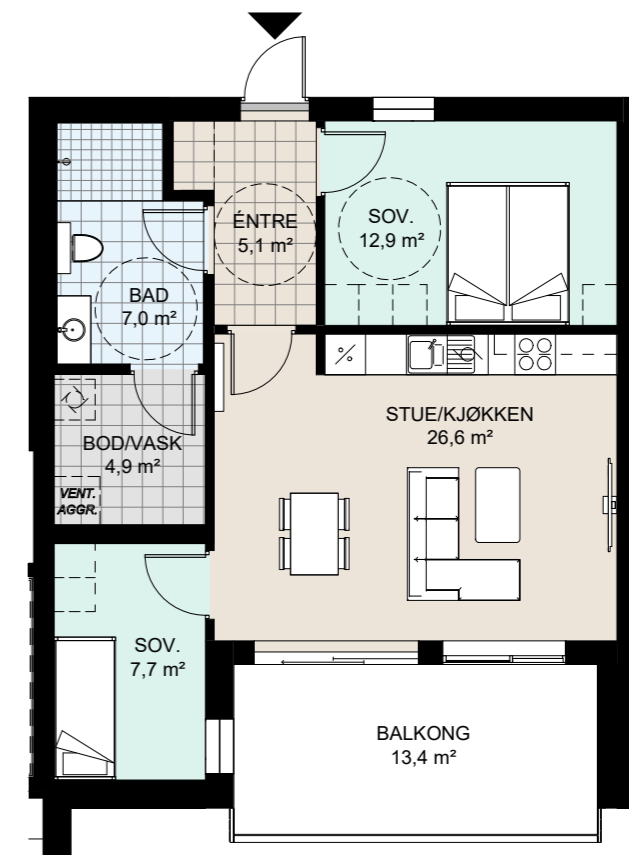 ÉNTRE
5,1 m²
SOV.
12,9 m²
BAD
7,0 m²
STUE/KJØKKEN
26,6 m²
BOD/VASK
4,9 m²
VENT.
AGGR.
SOV.
7,7 m²
BALKONG
13,4 m²